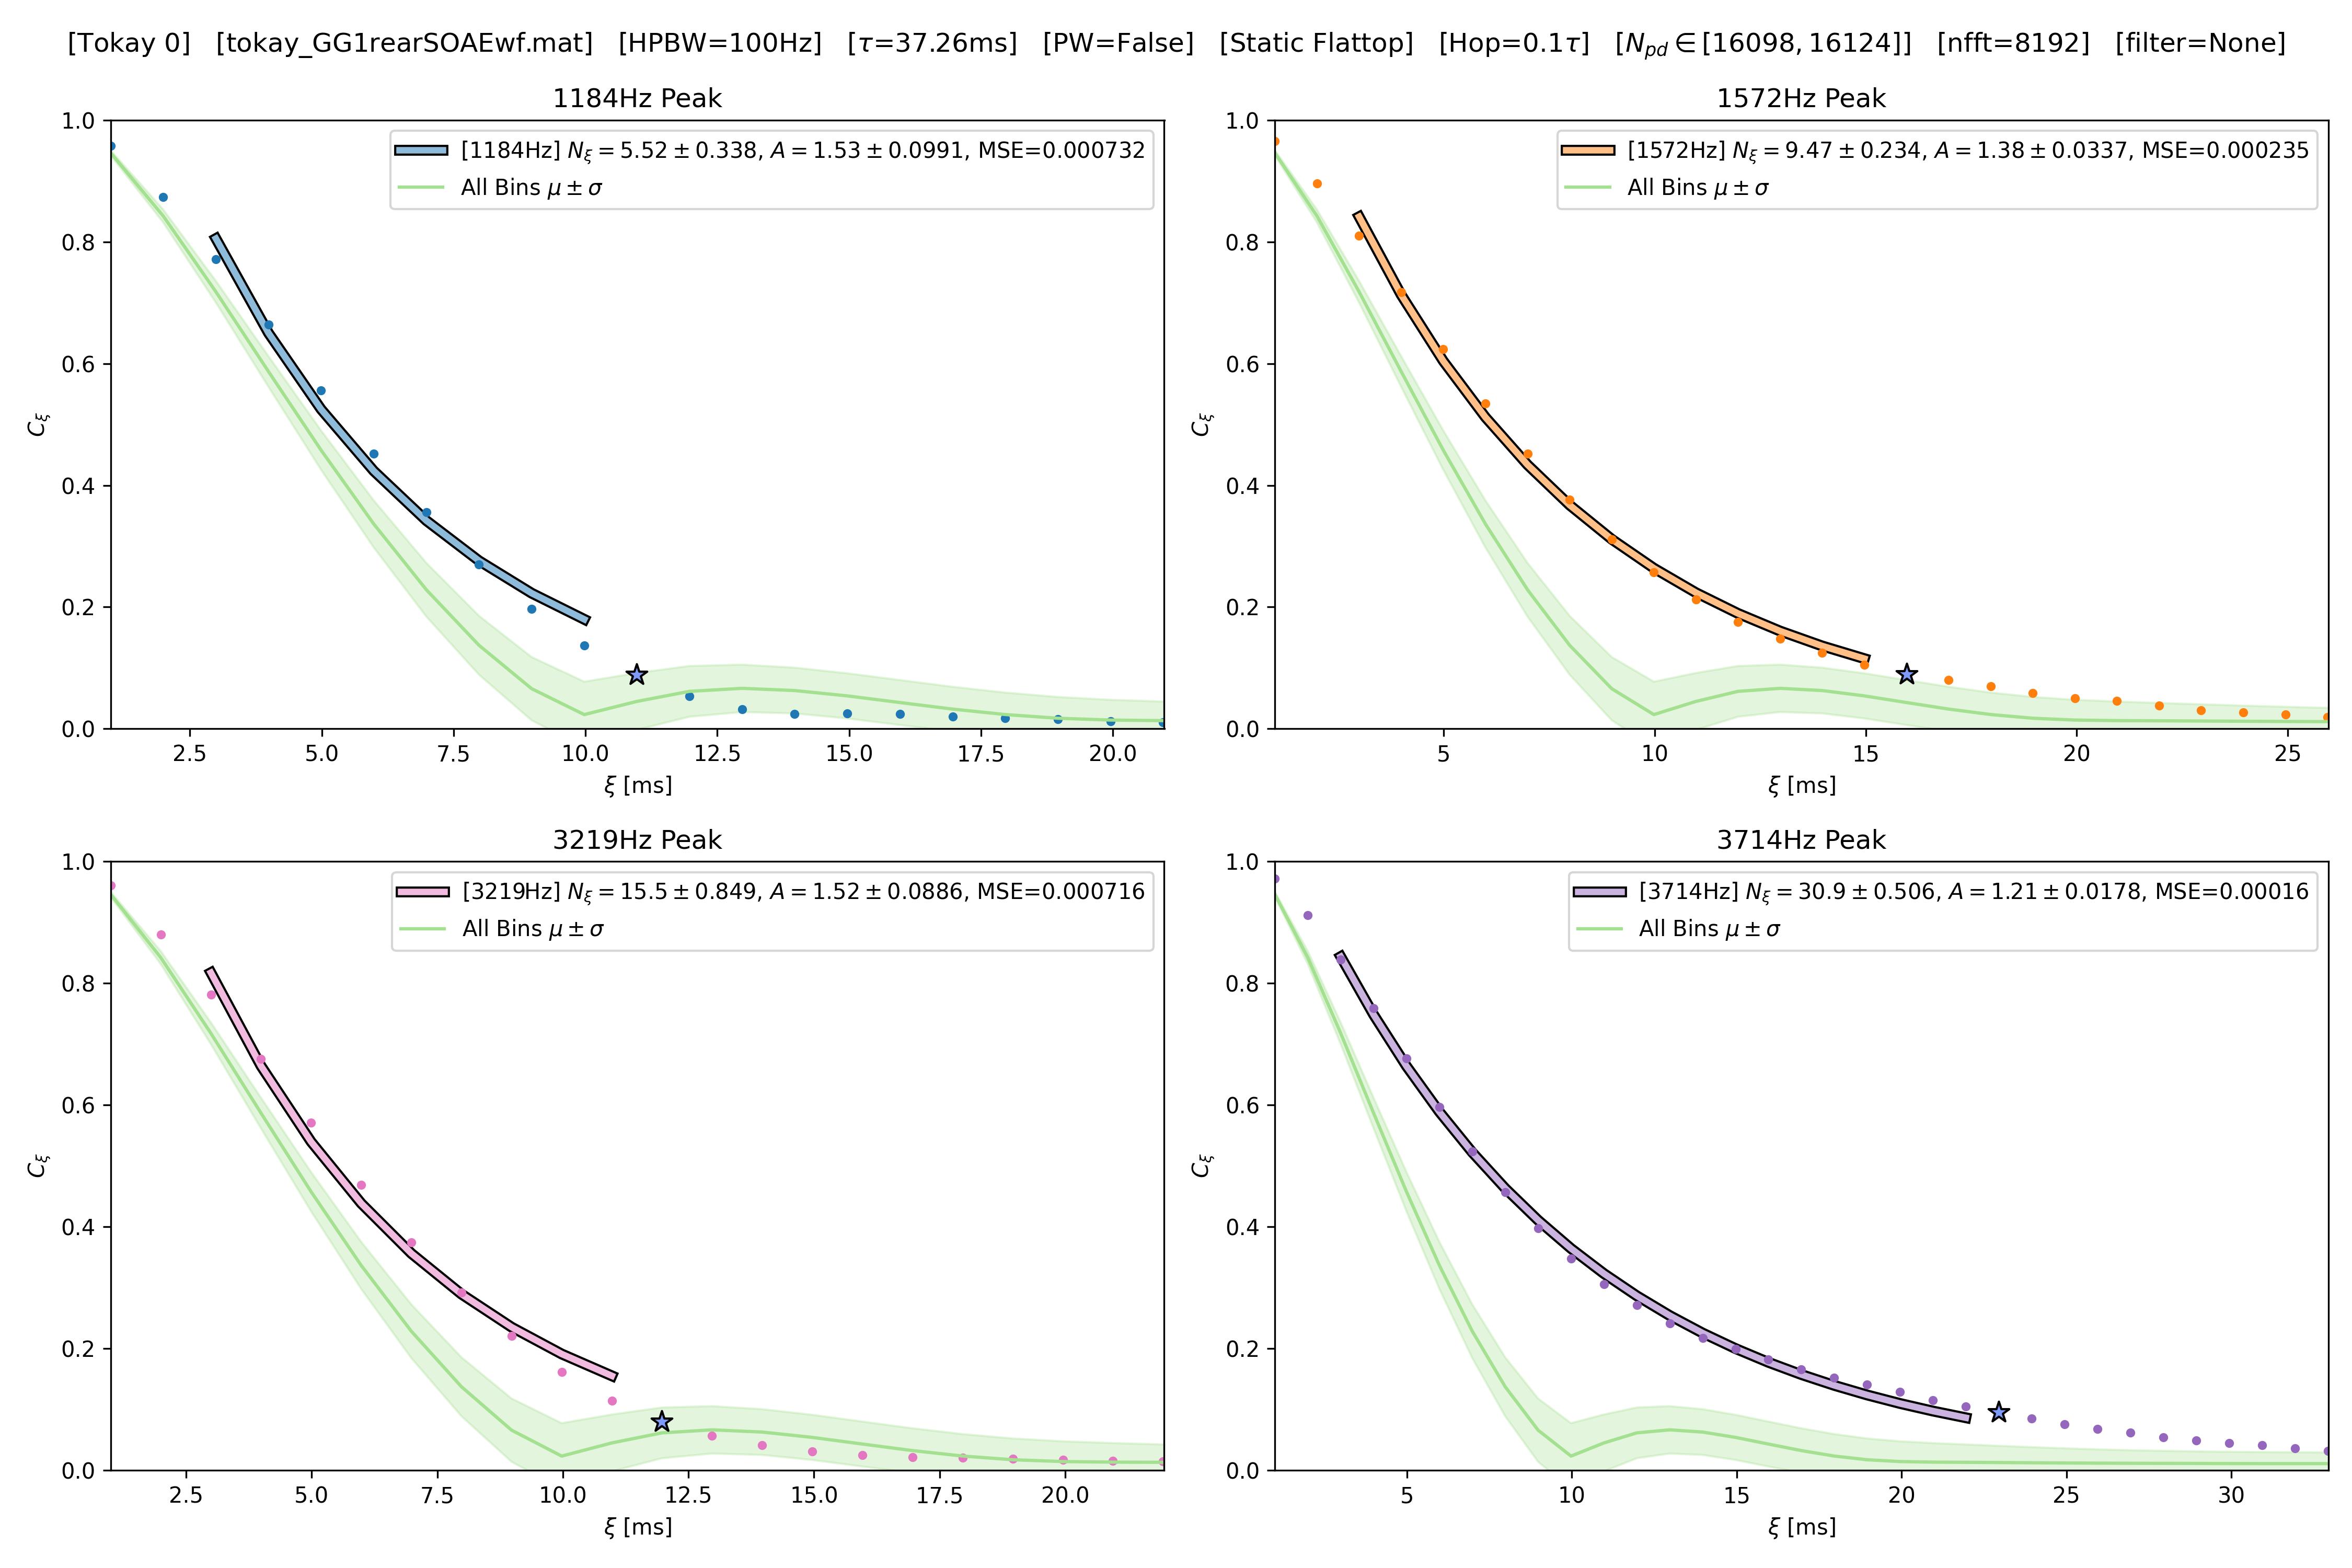 [Tokay 0] [tokay_GG1rearSOAEwf.mat] [HPBW=100Hz] [τ=37.26ms] [PW=False] [Static Flattop] [Hop=0.1τ] [N_pd ∈ [16098, 16124]] [nfft=8192] [filter=None]
1184Hz Peak
[1184Hz] N_ξ = 5.52 ± 0.338, A = 1.53 ± 0.0991, MSE=0.000732
All Bins μ ± σ
1.0
0.8
0.6
0.4
0.2
0.0
C_ξ
2.5 5.0 7.5 10.0 12.5 15.0 17.5 20.0
ξ [ms]
1572Hz Peak
[1572Hz] N_ξ = 9.47 ± 0.234, A = 1.38 ± 0.0337, MSE=0.000235
All Bins μ ± σ
1.0
0.8
0.6
0.4
0.2
0.0
C_ξ
5 10 15 20 25
ξ [ms]
3219Hz Peak
[3219Hz] N_ξ = 15.5 ± 0.849, A = 1.52 ± 0.0886, MSE=0.000716
All Bins μ ± σ
1.0
0.8
0.6
0.4
0.2
0.0
C_ξ
2.5 5.0 7.5 10.0 12.5 15.0 17.5 20.0
ξ [ms]
3714Hz Peak
[3714Hz] N_ξ = 30.9 ± 0.506, A = 1.21 ± 0.0178, MSE=0.00016
All Bins μ ± σ
1.0
0.8
0.6
0.4
0.2
0.0
C_ξ
5 10 15 20 25 30
ξ [ms]